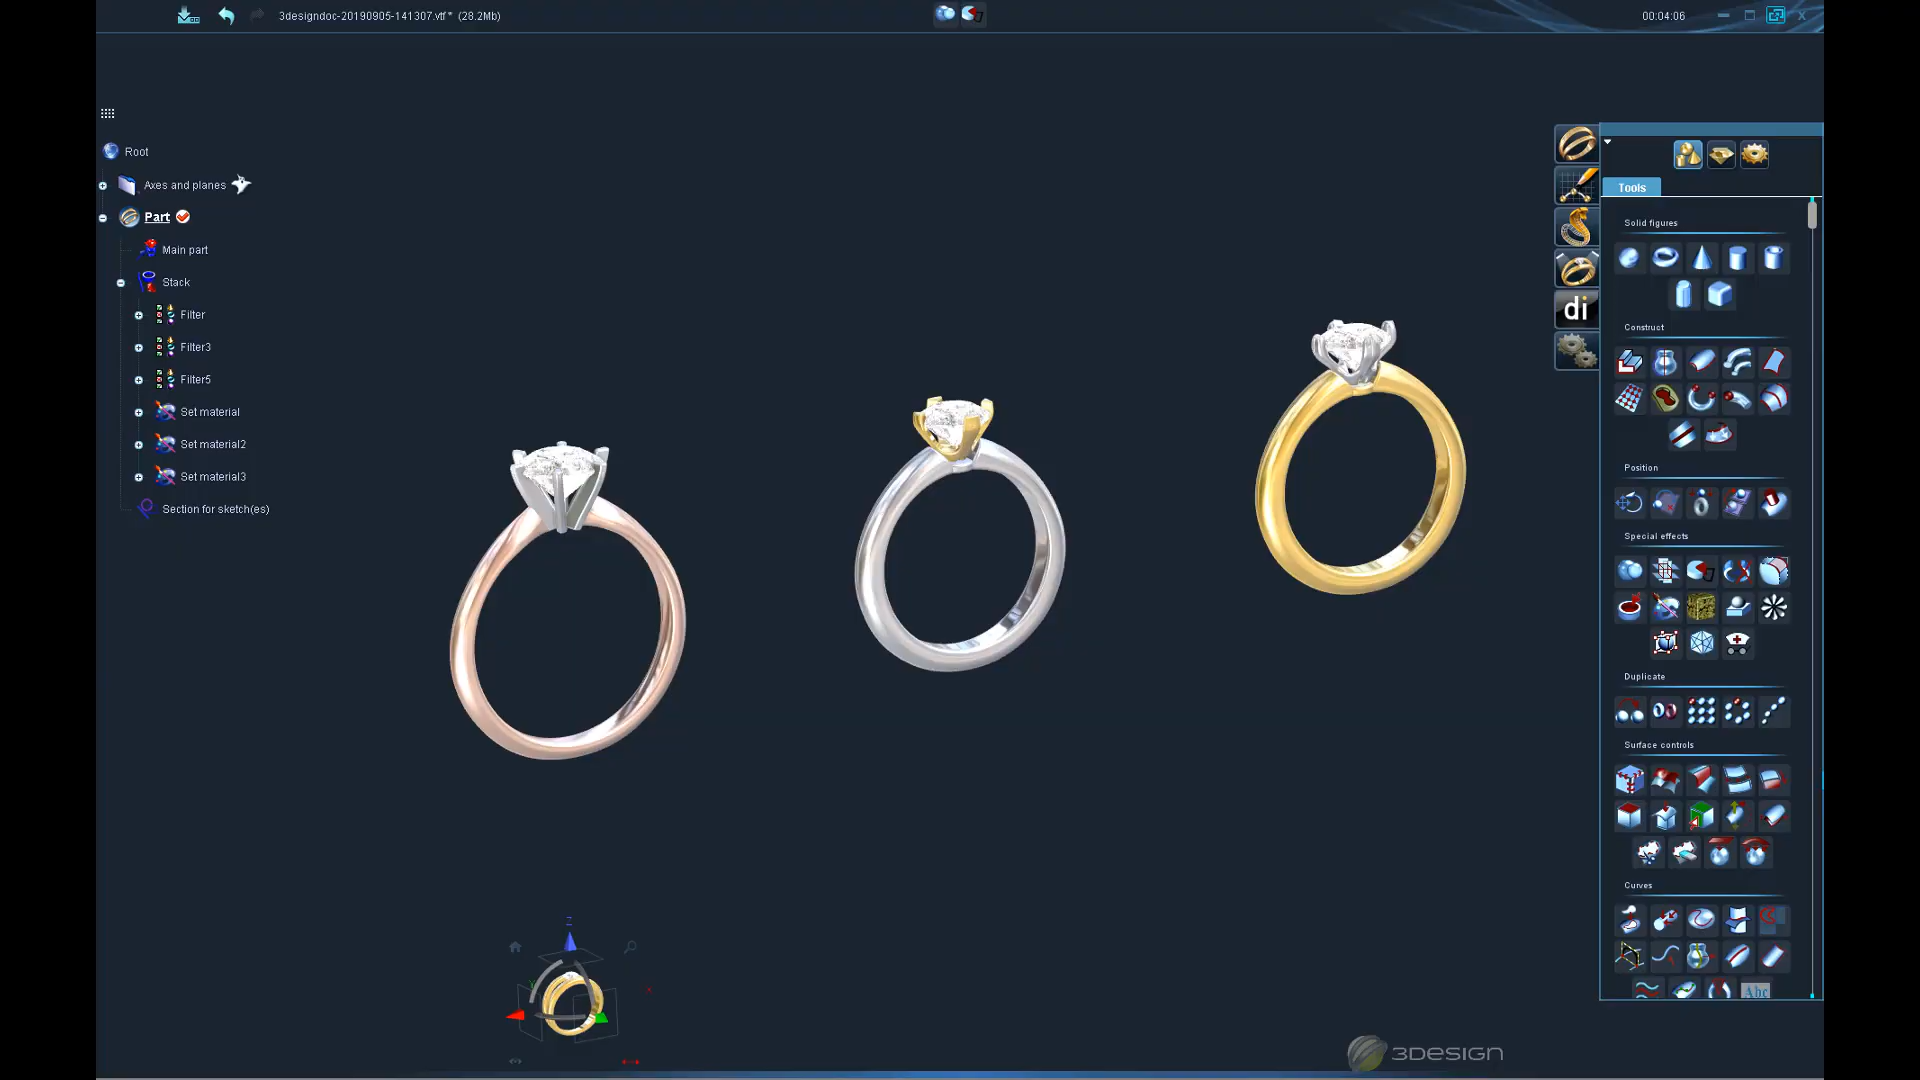 3designdoc-20190905-141307.vtf* (28.2Mb)
00:04:06
Root
Axes and planes
Part
Main part
Stack
Filter
Filter3
Filter5
Set material
Set material2
Set material3
Section for sketch(es)
di
Tools
Solid figures
Construct
Position
Special effects
Duplicate
Surface controls
Curves
Abc
z
3DESIGN